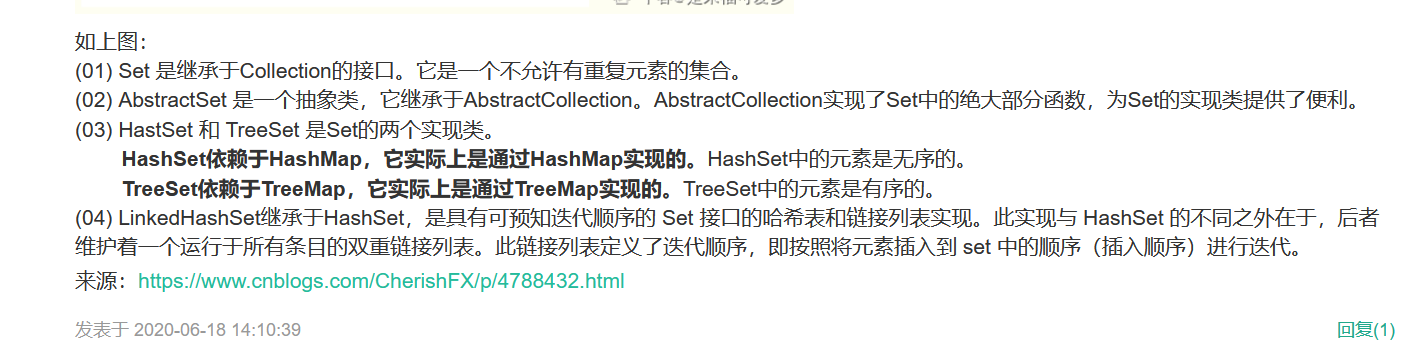 如上图：
(01) Set 是继承于Collection的接口。它是一个不允许有重复元素的集合。
(02) AbstractSet 是一个抽象类，它继承于AbstractCollection。AbstractCollection实现了Set中的绝大部分函数，为Set的实现类提供了便利。
(03) HastSet 和 TreeSet 是Set的两个实现类。
HashSet依赖于HashMap，它实际上是通过HashMap实现的。HashSet中的元素是无序的。
TreeSet依赖于TreeMap，它实际上是通过TreeMap实现的。TreeSet中的元素是有序的。
(04) LinkedHashSet继承于HashSet，是具有可预知迭代顺序的 Set 接口的哈希表和链接列表实现。此实现与 HashSet 的不同之外在于，后者
维护着一个运行于所有条目的双重链接列表。此链接列表定义了迭代顺序，即按照将元素插入到 set 中的顺序（插入顺序）进行迭代。
来源：https://www.cnblogs.com/CherishFX/p/4788432.html
发表于 2020-06-18 14:10:39
回复(1)